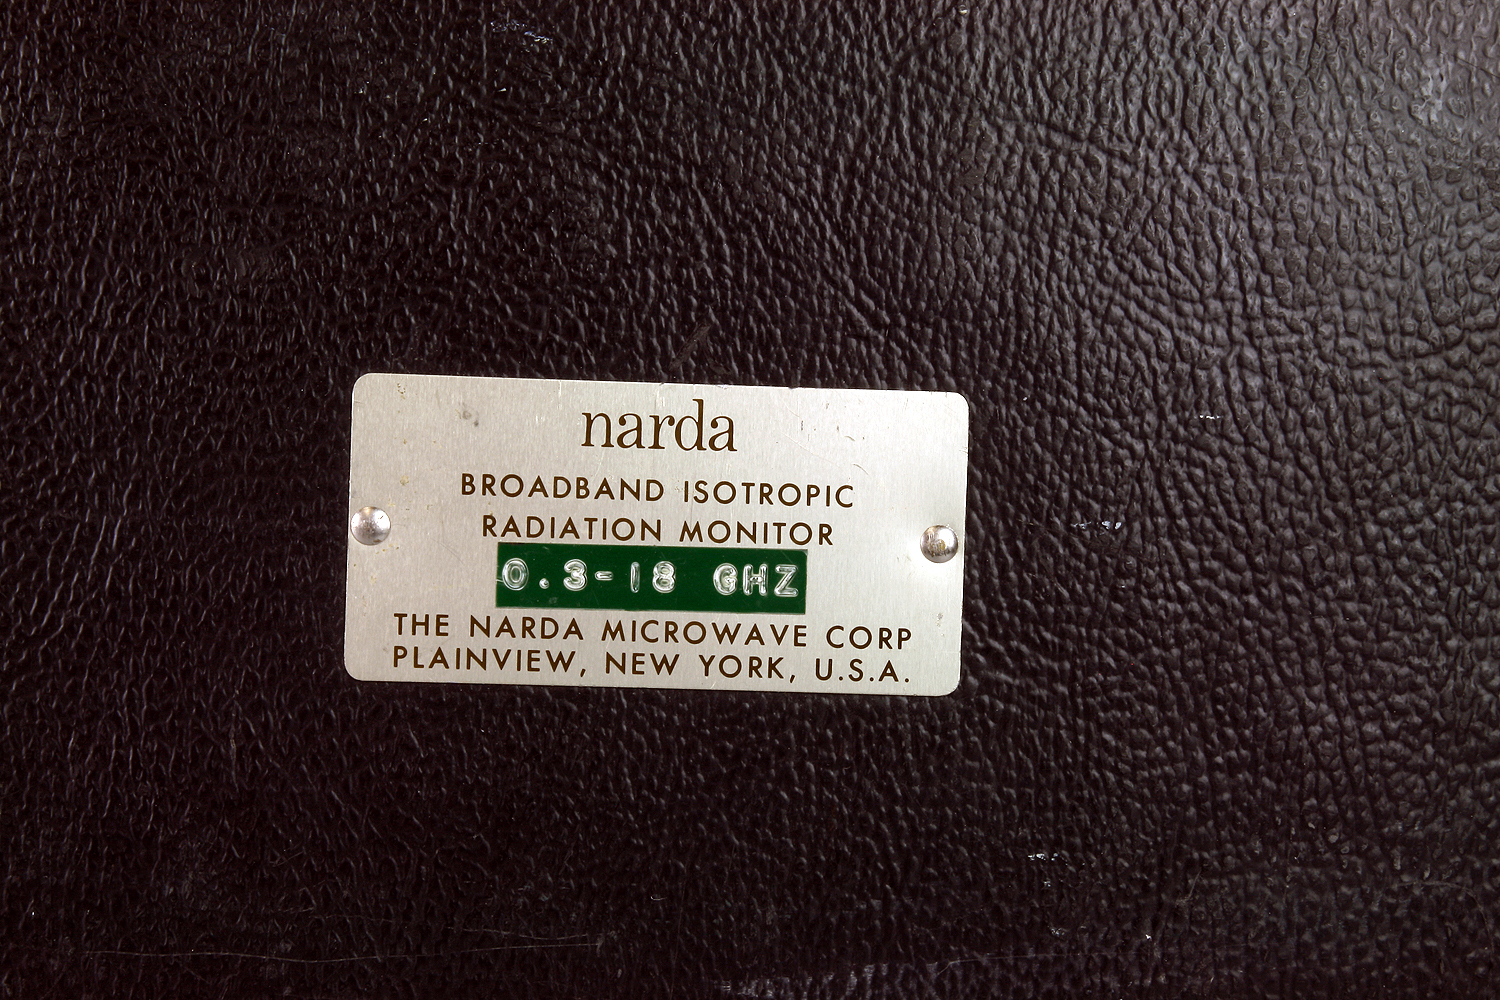 narda
BROADBAND ISOTROPIC
RADIATION MONITOR
0.3-18 GHZ
THE NARDA MICROWAVE CORP
PLAINVIEW, NEW YORK, U.S.A.